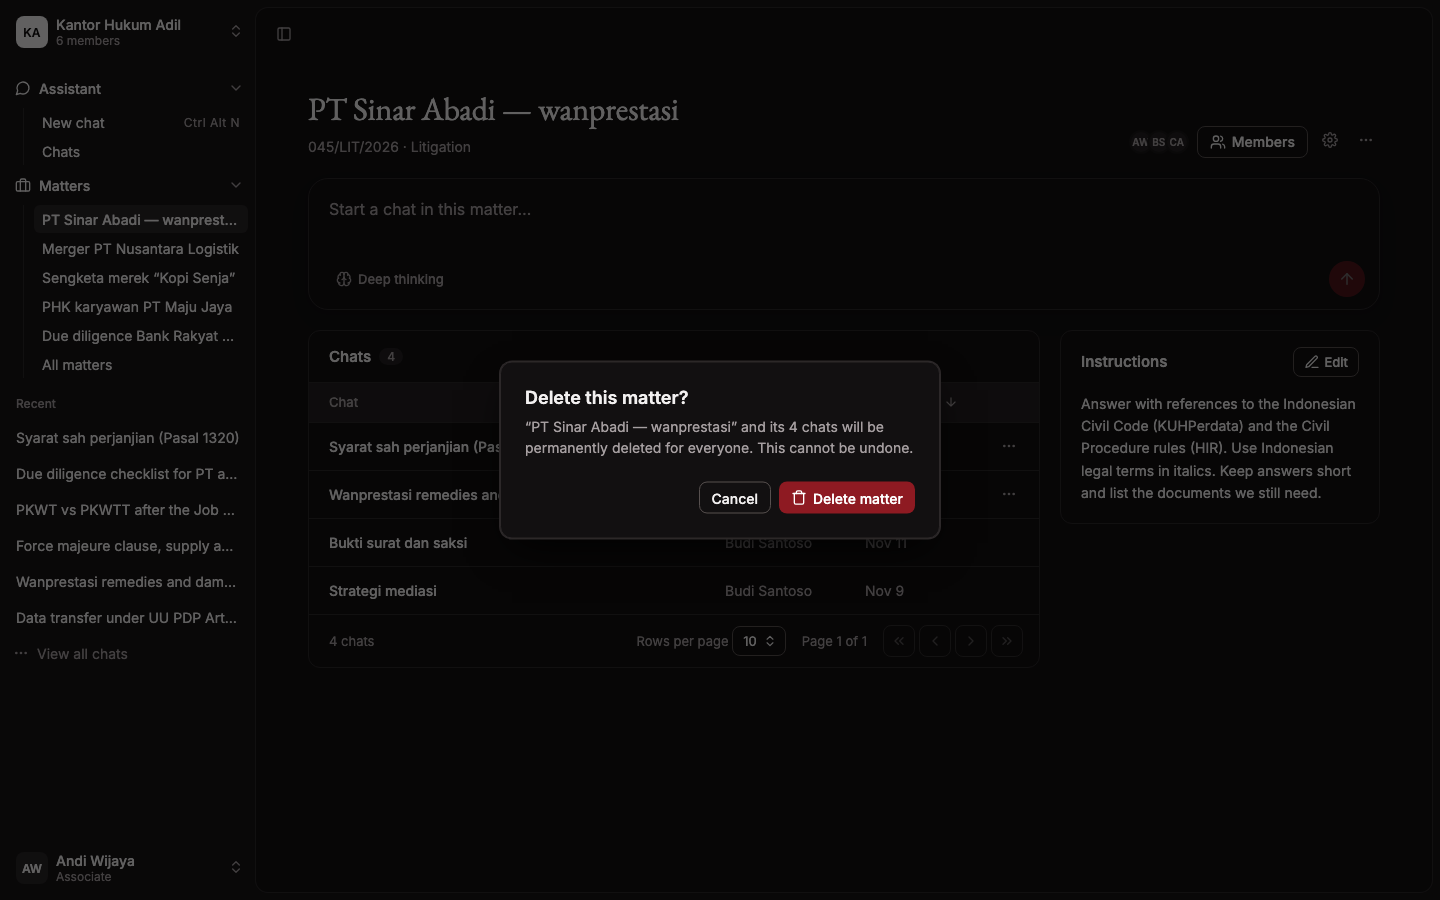 KA
Kantor Hukum Adil
6 members
Assistant
New chat Ctrl Alt N
Chats
Matters
PT Sinar Abadi — wanprest...
Merger PT Nusantara Logistik
Sengketa merek “Kopi Senja”
PHK karyawan PT Maju Jaya
Due diligence Bank Rakyat ...
All matters
Recent
Syarat sah perjanjian (Pasal 1320)
Due diligence checklist for PT a...
PKWT vs PKWTT after the Job ...
Force majeure clause, supply a...
Wanprestasi remedies and dam...
Data transfer under UU PDP Art...
View all chats
AW
Andi Wijaya
Associate
PT Sinar Abadi — wanprestasi
045/LIT/2026 · Litigation
AW BS CA
Members
Start a chat in this matter...
Deep thinking
Chats 4
Chat
Syarat sah perjanjian (Pas
Wanprestasi remedies an
Bukti surat dan saksi Budi Santoso Nov 11
Strategi mediasi Budi Santoso Nov 9
4 chats Rows per page 10 Page 1 of 1
Instructions
Edit
Answer with references to the Indonesian
Civil Code (KUHPerdata) and the Civil
Procedure rules (HIR). Use Indonesian
legal terms in italics. Keep answers short
and list the documents we still need.
Delete this matter?
“PT Sinar Abadi — wanprestasi” and its 4 chats will be
permanently deleted for everyone. This cannot be undone.
Cancel
Delete matter